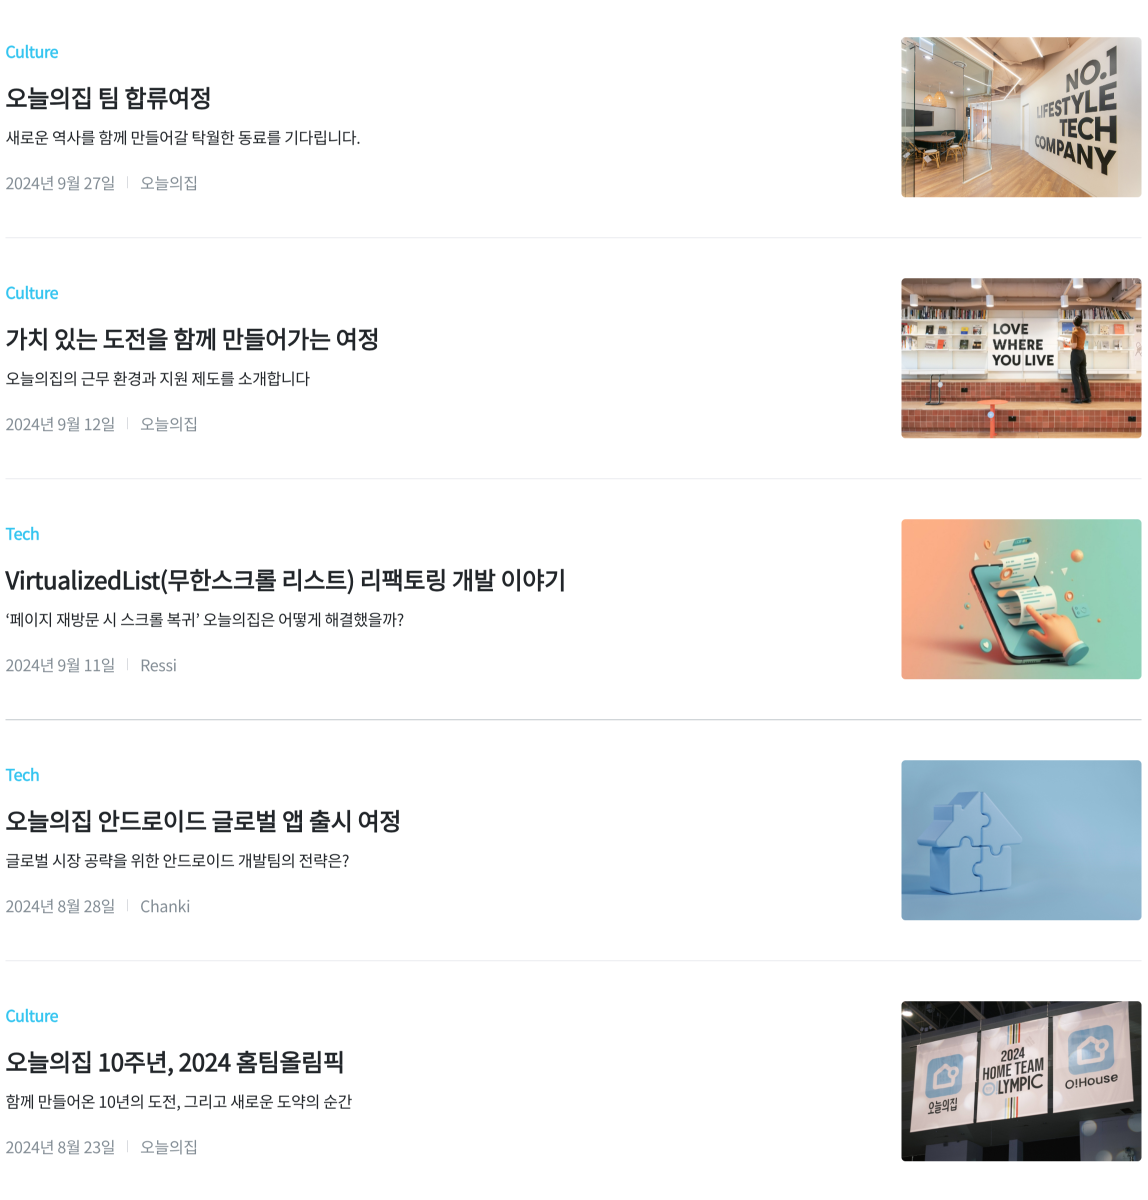 Culture
오늘의집 팀 합류여정
새로운 역사를 함께 만들어갈 탁월한 동료를 기다립니다.
2024년 9월 27일 | 오늘의집
NO.1
LIFESTYLE
TECH
COMPANY
Culture
가치 있는 도전을 함께 만들어가는 여정
오늘의집의 근무 환경과 지원 제도를 소개합니다
2024년 9월 12일 | 오늘의집
LOVE
WHERE
YOU LIVE
Tech
VirtualizedList(무한스크롤 리스트) 리팩토링 개발 이야기
‘페이지 재방문 시 스크롤 복귀’ 오늘의집은 어떻게 해결했을까?
2024년 9월 11일 | Ressi
Tech
오늘의집 안드로이드 글로벌 앱 출시 여정
글로벌 시장 공략을 위한 안드로이드 개발팀의 전략은?
2024년 8월 28일 | Chanki
Culture
오늘의집 10주년, 2024 홈팀올림픽
함께 만들어온 10년의 도전, 그리고 새로운 도약의 순간
2024년 8월 23일 | 오늘의집
오늘의집
2024
HOME TEAM
OLYMPIC
O!House